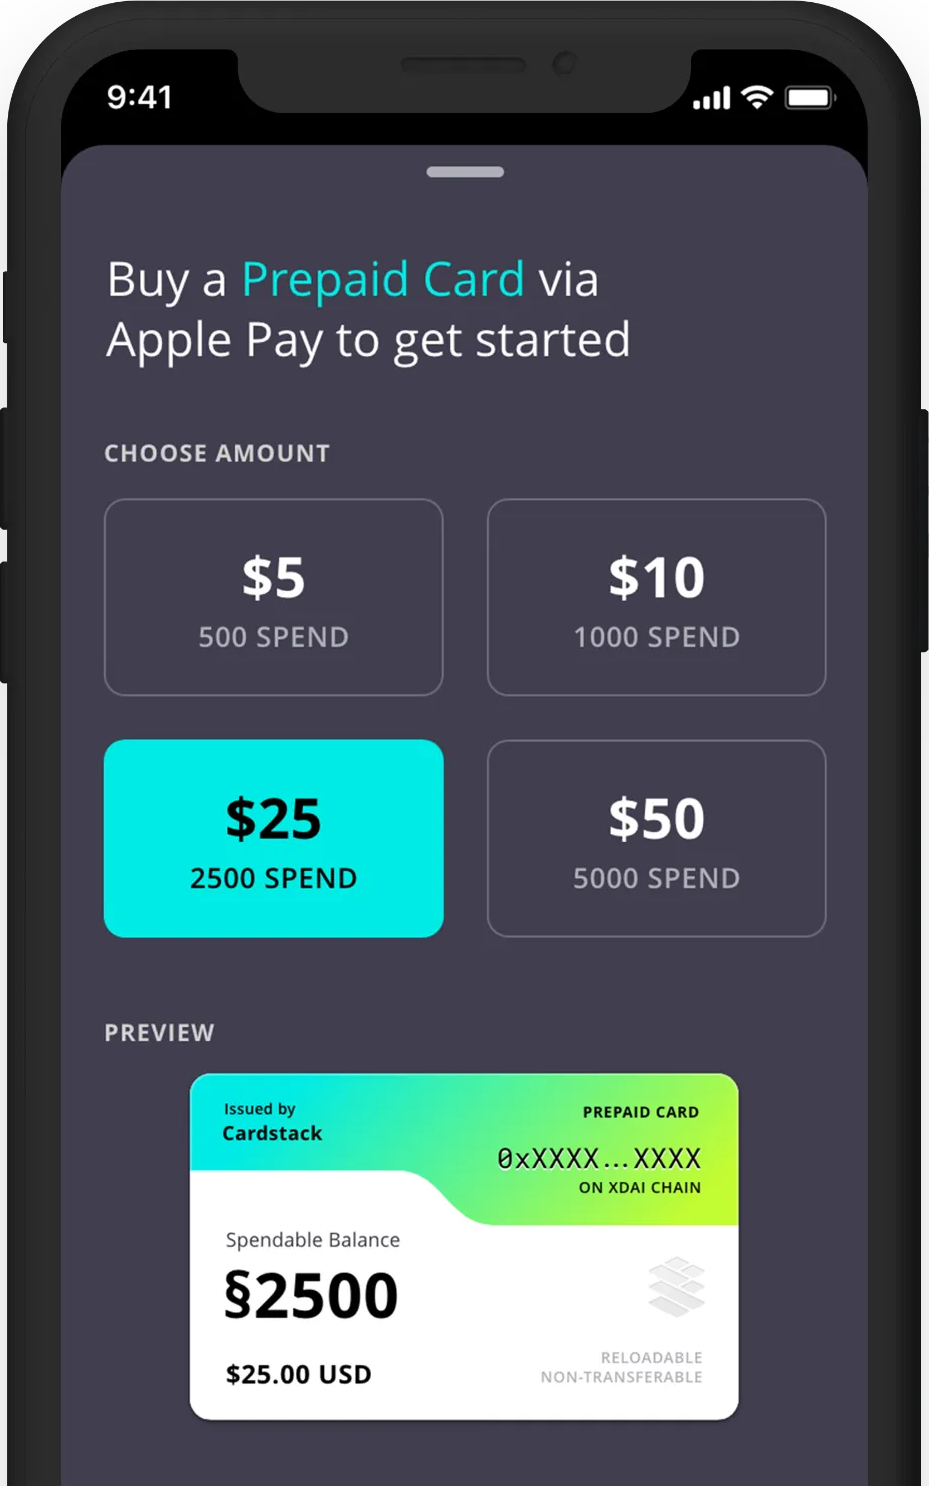 9:41
Buy a Prepaid Card via
Apple Pay to get started
CHOOSE AMOUNT
$5
500 SPEND
$10
1000 SPEND
$25
2500 SPEND
$50
5000 SPEND
PREVIEW
Issued by
Cardstack
PREPAID CARD
0xXXXX...XXXX
ON XDAI CHAIN
Spendable Balance
§2500
$25.00 USD
RELOADABLE
NON-TRANSFERABLE